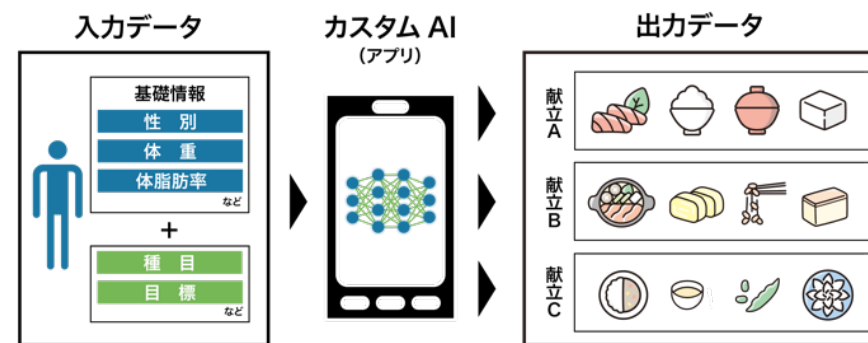 入力データ
基礎情報
性 別
体 重
体脂肪率
など
+
種 目
目 標
など
カスタム AI
(アプリ)
出力データ
献立A
献立B
献立C